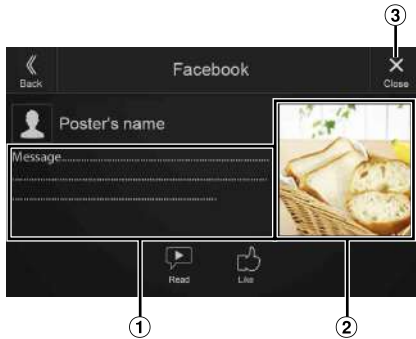 ③
Back
Facebook
Close
Poster's name
Message................................................
Read
Like
①
②